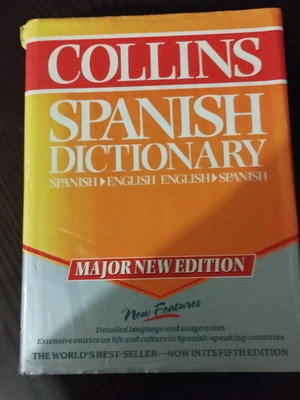 COLLINS
SPANISH
DICTIONARY
SPANISH▶ENGLISH ENGLISH▶SPANISH
MAJOR NEW EDITION
New Features
Detailed language and usage notes
Extensive entries on life and culture in Spanish-speaking countries
THE WORLD'S BEST-SELLER—NOW IN ITS FIFTH EDITION